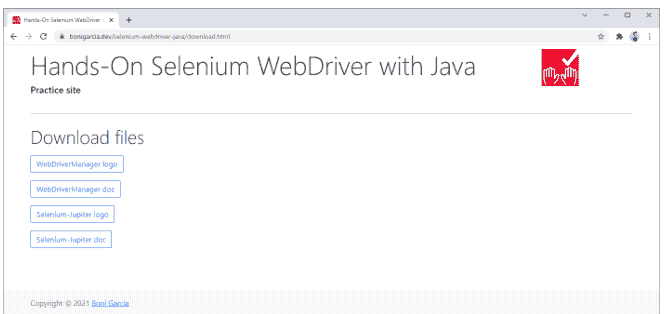 Hands-On Selenium WebDriver
bonigarcia.dev/selenium-webdriver-java/download.html
Hands-On Selenium WebDriver with Java
Practice site
Download files
WebDriverManager logo
WebDriverManager doc
Selenium-Jupiter logo
Selenium-Jupiter doc
Copyright © 2021 Boni García